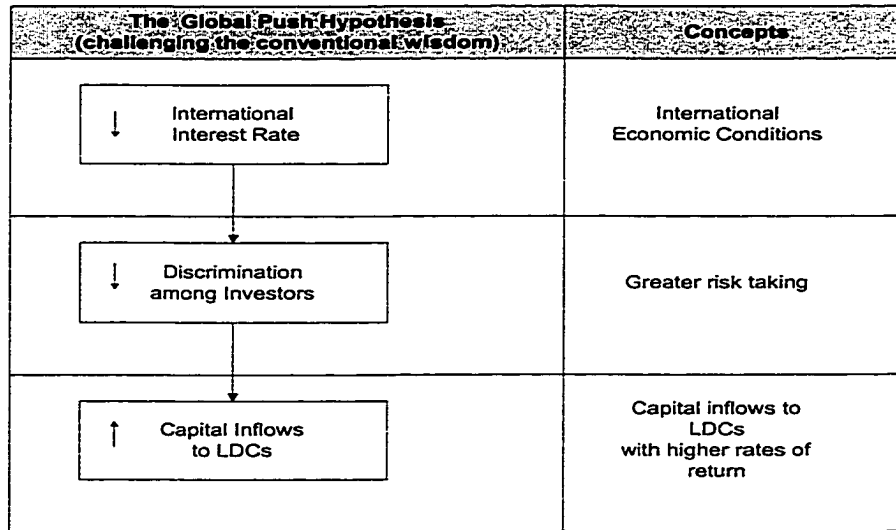 The Global Push Hypothesis
(challenging the conventional wisdom)
Concepts
↓ International
Interest Rate
International
Economic Conditions
↓ Discrimination
among Investors
Greater risk taking
↑ Capital Inflows
to LDCs
Capital inflows to
LDCs
with higher rates of
return